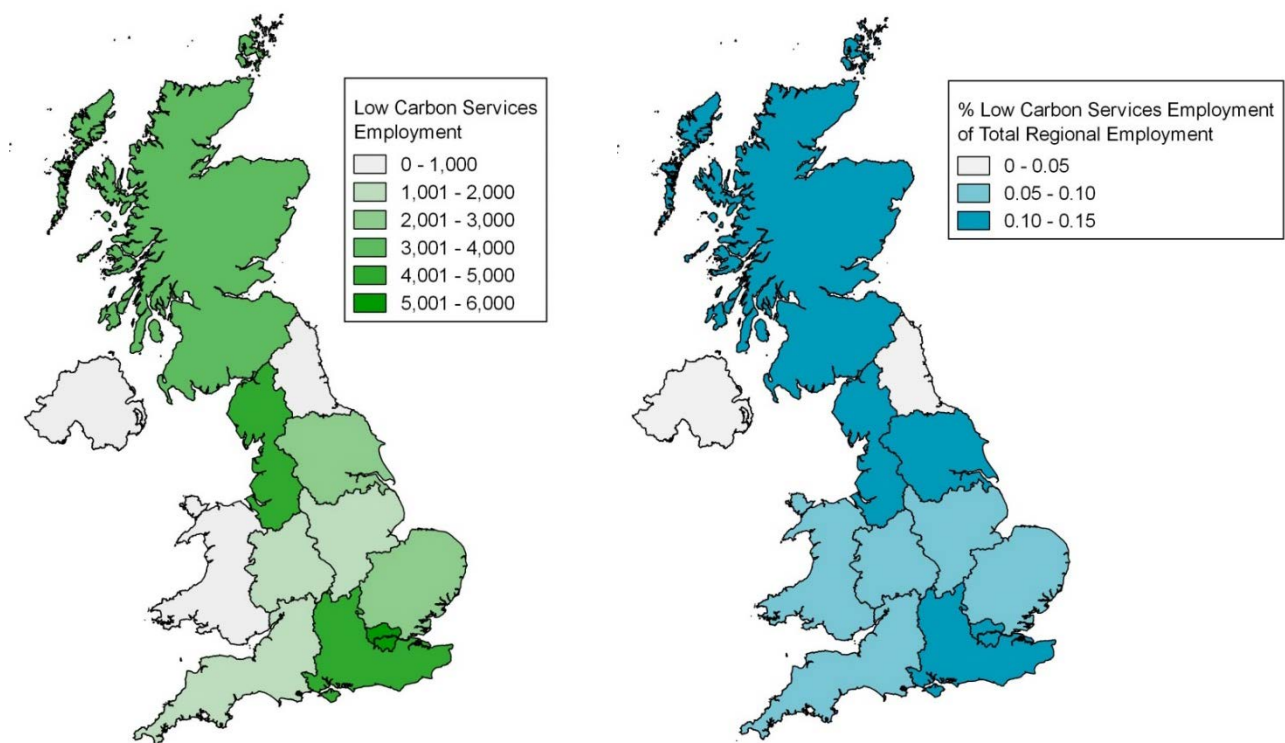 Low Carbon Services
Employment
0 - 1,000
1,001 - 2,000
2,001 - 3,000
3,001 - 4,000
4,001 - 5,000
5,001 - 6,000
% Low Carbon Services Employment
of Total Regional Employment
0 - 0.05
0.05 - 0.10
0.10 - 0.15